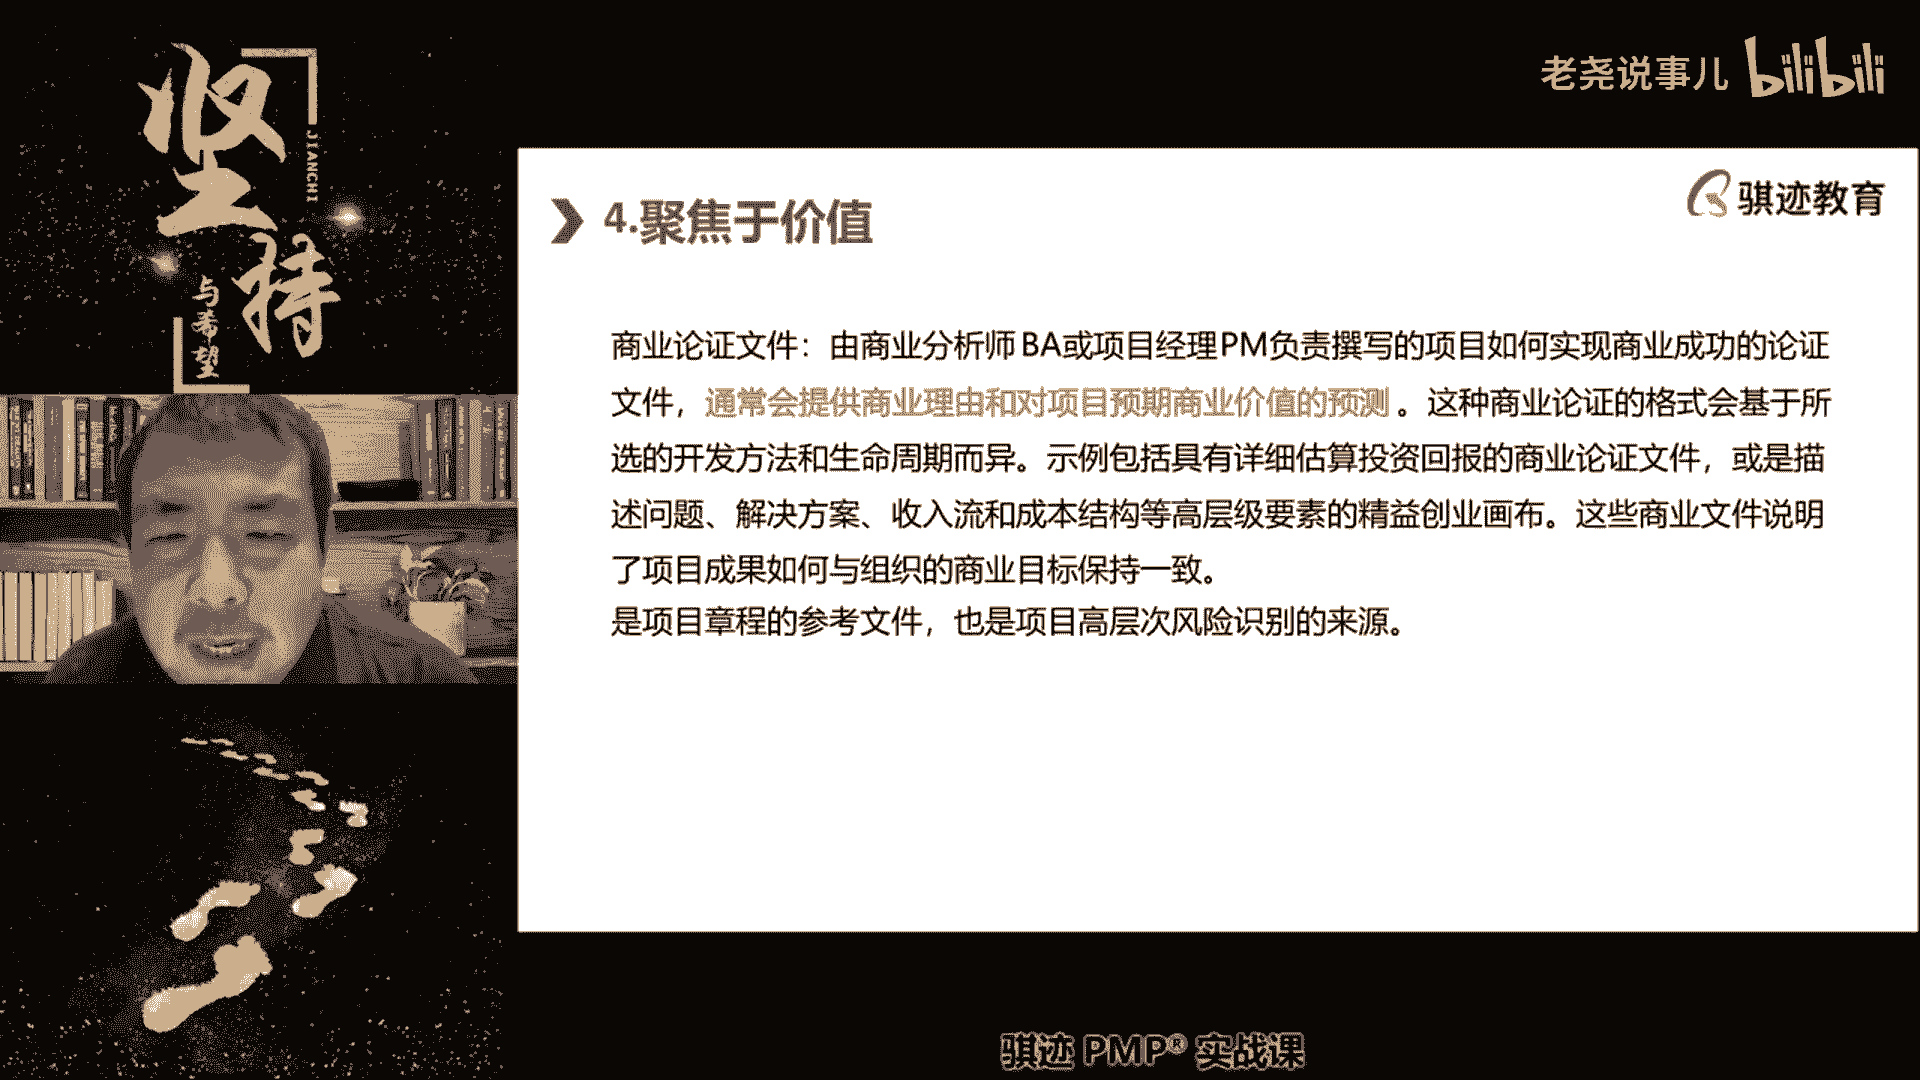 坚持
JIANCHI
与希望
老尧说事儿 bilibili
骐迹教育
4.聚焦于价值
商业论证文件：由商业分析师BA或项目经理PM负责撰写的项目如何实现商业成功的论证
文件，通常会提供商业理由和对项目预期商业价值的预测 。这种商业论证的格式会基于所
选的开发方法和生命周期而异。示例包括具有详细估算投资回报的商业论证文件，或是描
述问题、解决方案、收入流和成本结构等高层级要素的精益创业画布。这些商业文件说明
了项目成果如何与组织的商业目标保持一致。
是项目章程的参考文件，也是项目高层次风险识别的来源。
骐迹 PMP® 实战课